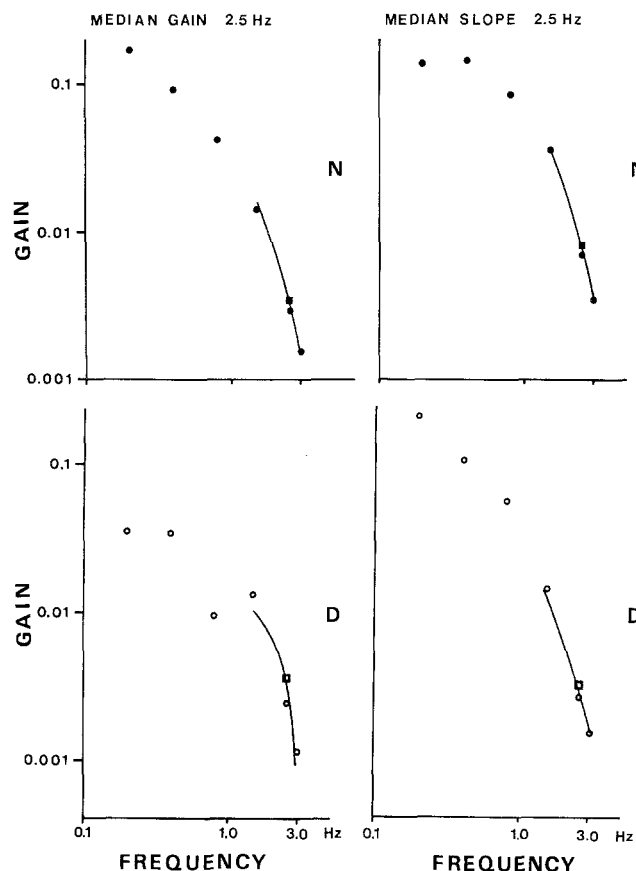 MEDIAN GAIN 2.5 Hz
MEDIAN SLOPE 2.5 Hz
0.1
N
N
GAIN
0.01
0.001
0.1
D
D
GAIN
0.01
0.001
0.1
1.0
3.0
Hz
0.1
1.0
3.0
Hz
FREQUENCY
FREQUENCY